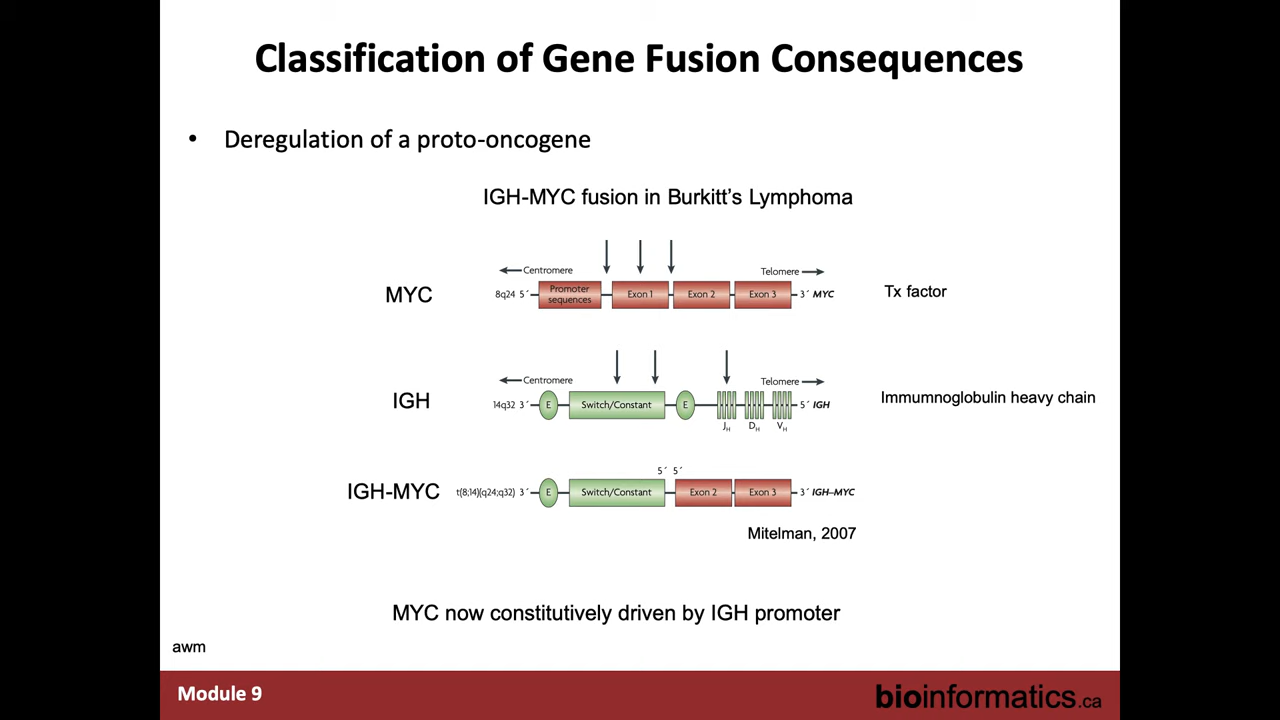 Classification of Gene Fusion Consequences
• Deregulation of a proto-oncogene
IGH-MYC fusion in Burkitt’s Lymphoma
Centromere
Telomere
MYC
8q24 5´
Promoter
sequences
Exon 1
Exon 2
Exon 3
3´ MYC
Tx factor
Centromere
Telomere
IGH
14q32 3´
E
Switch/Constant
E
5´ IGH
Immumnoglobulin heavy chain
JH
DH
VH
5´ 5´
IGH-MYC
t(8;14)(q24;q32) 3´
E
Switch/Constant
Exon 2
Exon 3
3´ IGH–MYC
Mitelman, 2007
MYC now constitutively driven by IGH promoter
awm
Module 9
bioinformatics.ca